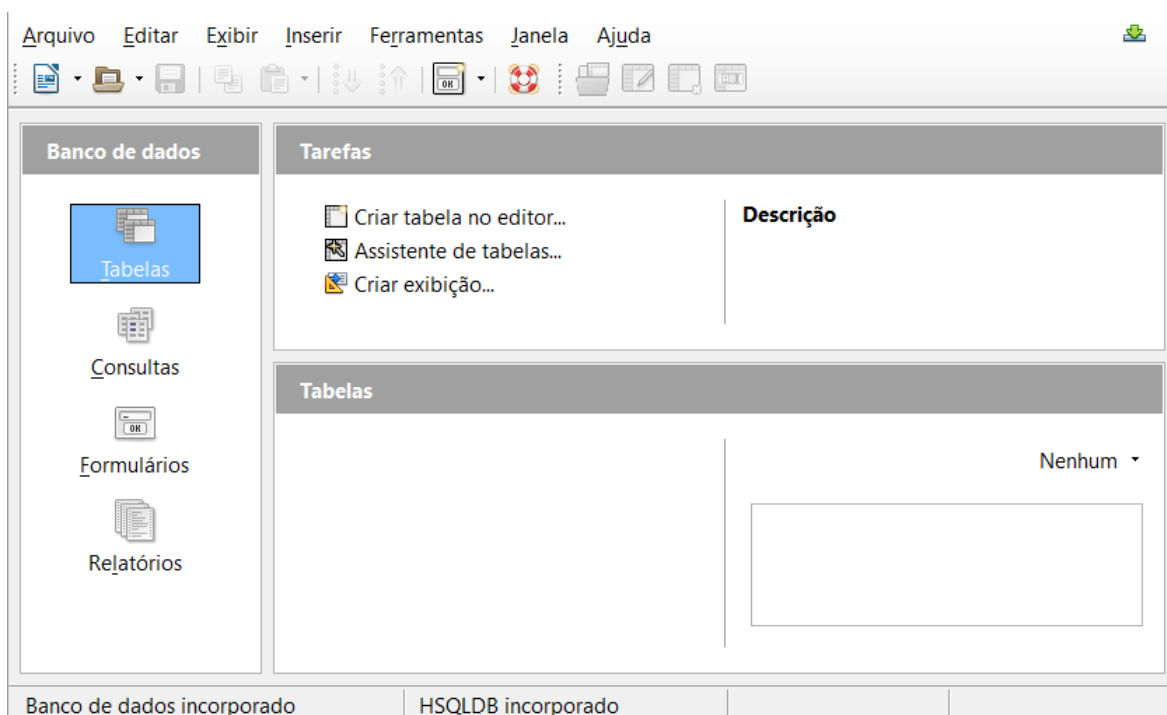 Arquivo Editar Exibir Inserir Ferramentas Janela Ajuda
Banco de dados
Tabelas
Consultas
Formulários
Relatórios
Tarefas
Criar tabela no editor...
Assistente de tabelas...
Criar exibição...
Descrição
Tabelas
Nenhum
Banco de dados incorporado
HSQLDB incorporado